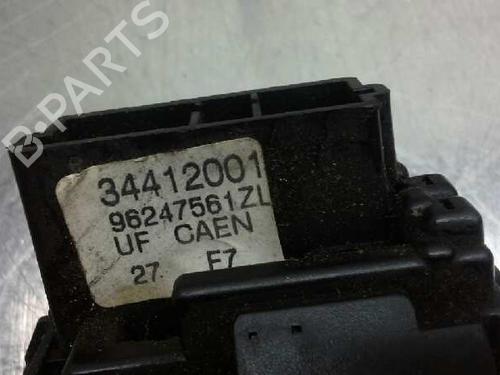 B-PARTS
34412001
96247561ZL
UF CAEN
27 F7